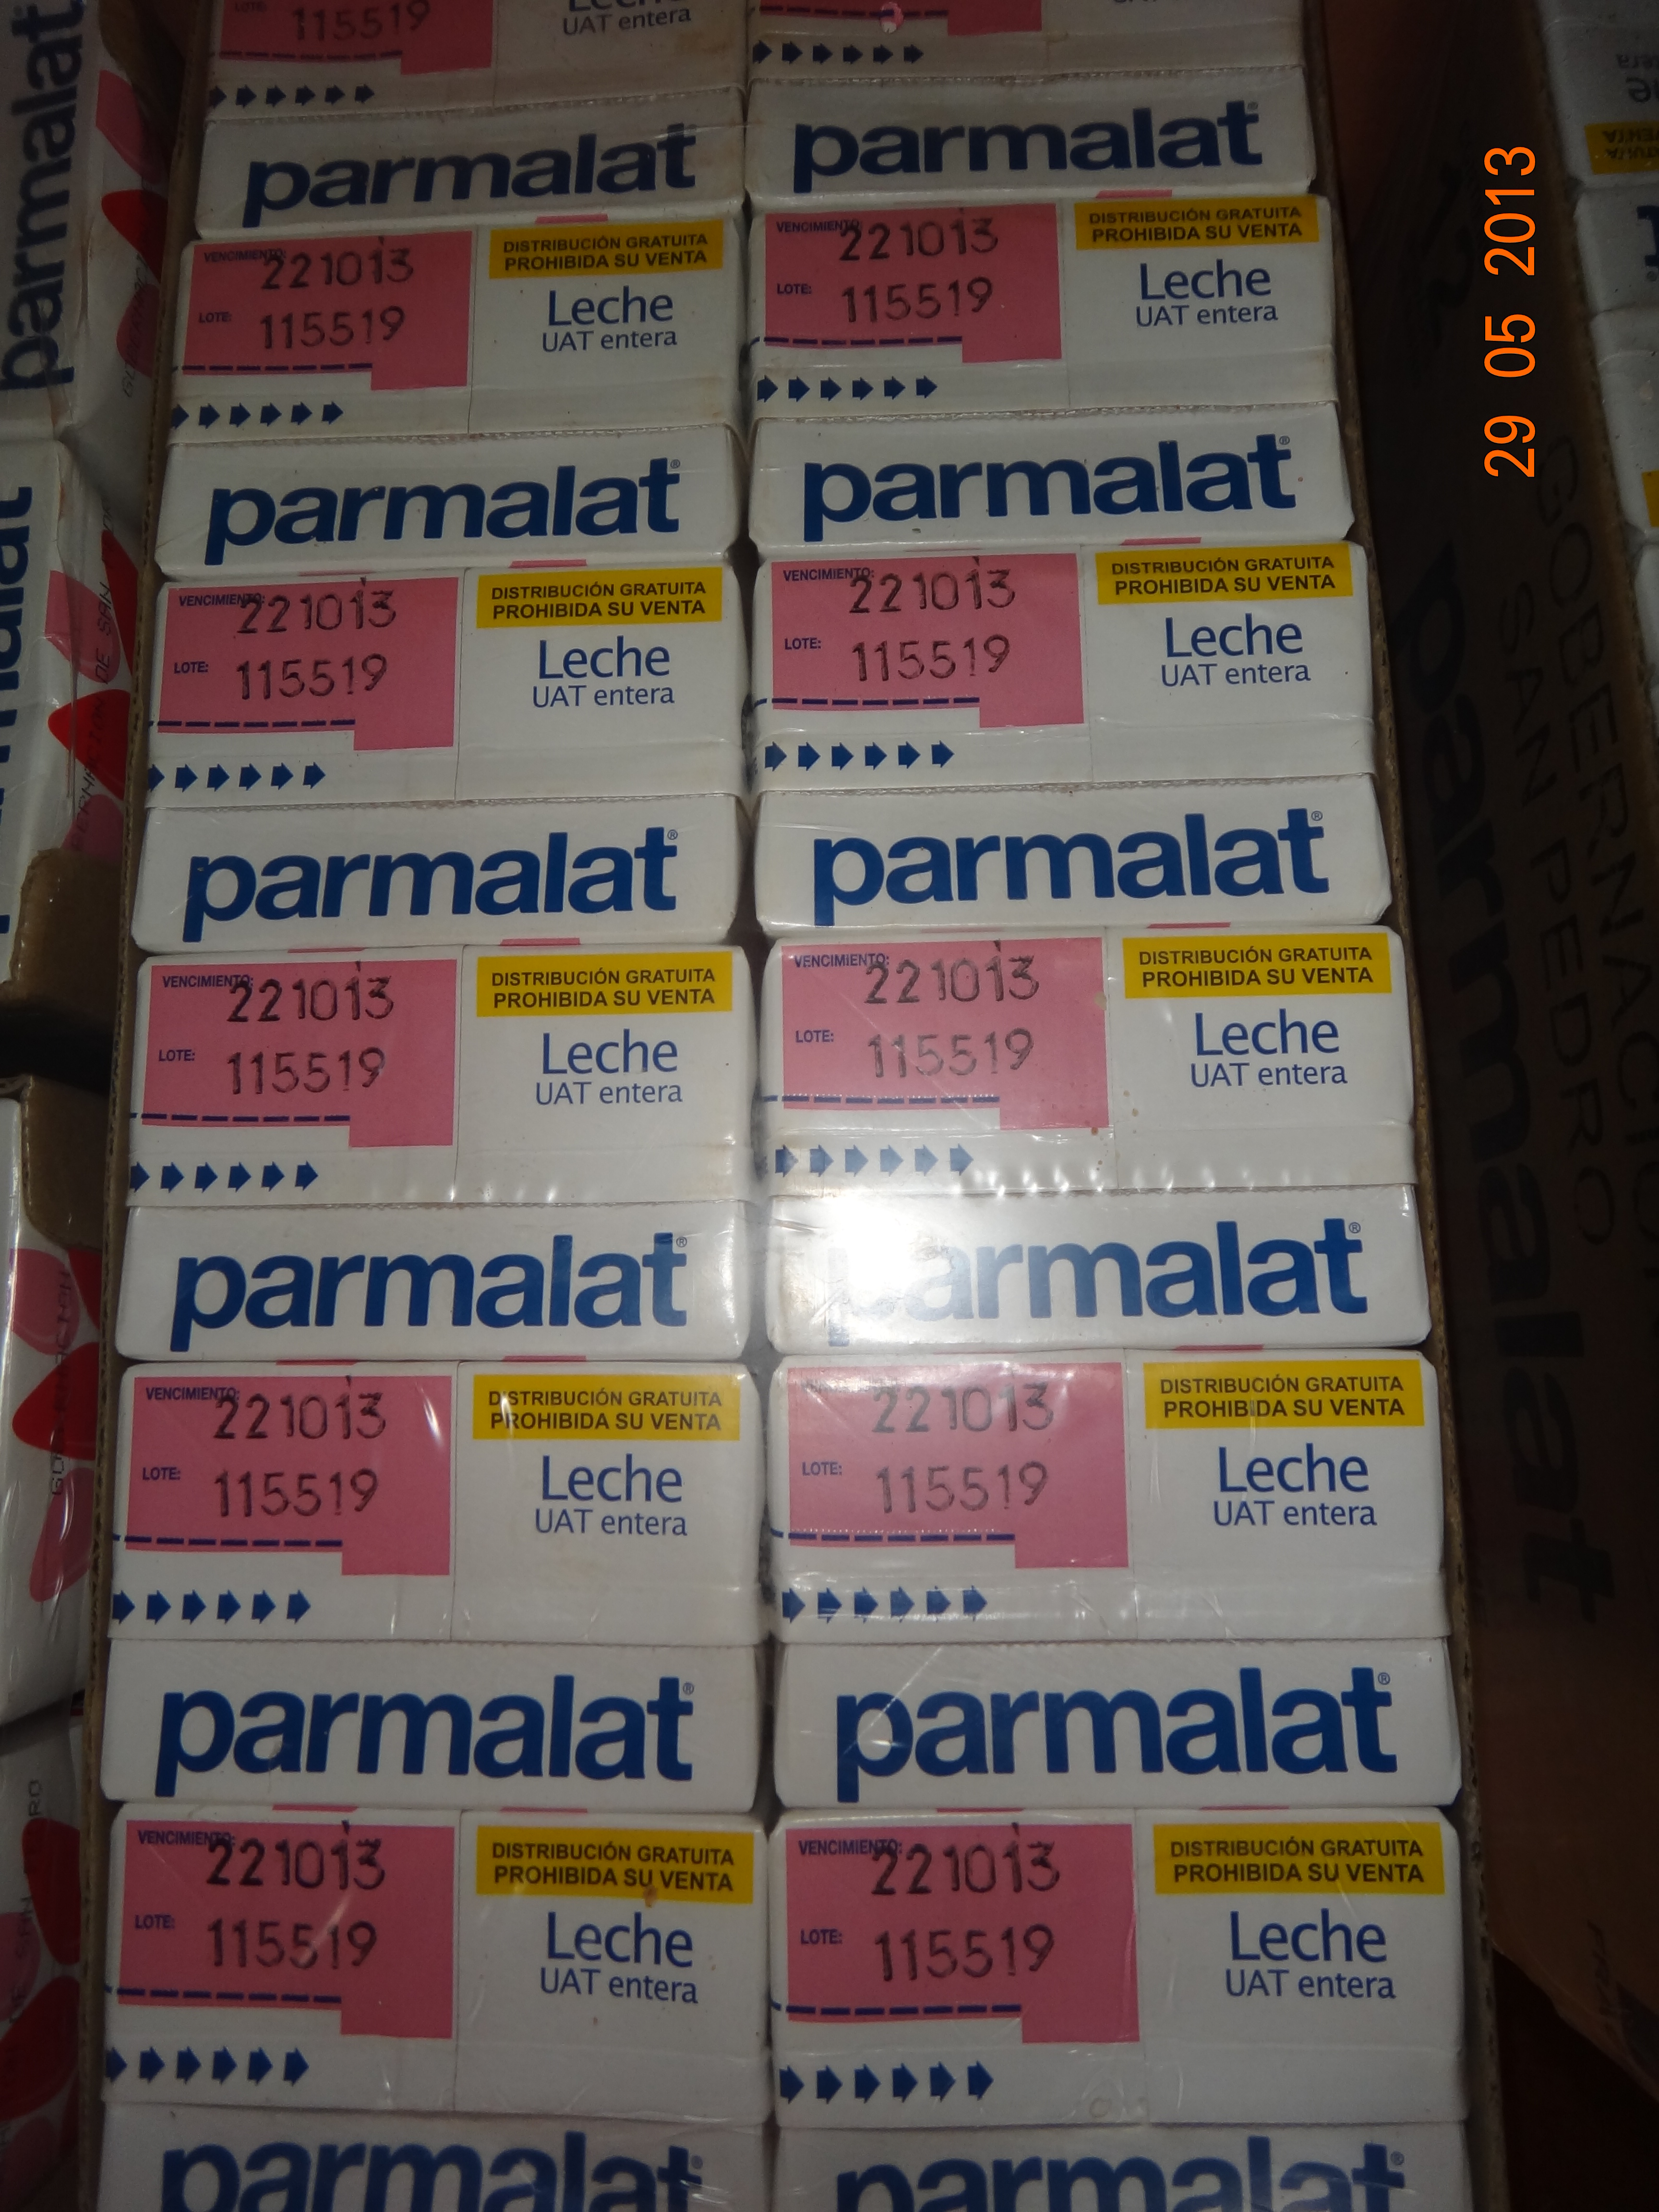 115519
Leche
UAT entera
parmalat
parmalat
VENCIMIENTO: 221013
LOTE: 115519
DISTRIBUCIÓN GRATUITA
PROHIBIDA SU VENTA
Leche
UAT entera
VENCIMIENTO: 221013
LOTE: 115519
DISTRIBUCIÓN GRATUITA
PROHIBIDA SU VENTA
Leche
UAT entera
parmalat®
parmalat®
VENCIMIENTO: 221013
LOTE: 115519
DISTRIBUCIÓN GRATUITA
PROHIBIDA SU VENTA
Leche
UAT entera
VENCIMIENTO: 221013
LOTE: 115519
DISTRIBUCIÓN GRATUITA
PROHIBIDA SU VENTA
Leche
UAT entera
parmalat®
parmalat®
VENCIMIENTO: 221013
LOTE: 115519
DISTRIBUCIÓN GRATUITA
PROHIBIDA SU VENTA
Leche
UAT entera
VENCIMIENTO: 221013
LOTE: 115519
DISTRIBUCIÓN GRATUITA
PROHIBIDA SU VENTA
Leche
UAT entera
parmalat®
parmalat®
VENCIMIENTO: 221013
LOTE: 115519
DISTRIBUCIÓN GRATUITA
PROHIBIDA SU VENTA
Leche
UAT entera
221013
LOTE: 115519
DISTRIBUCIÓN GRATUITA
PROHIBIDA SU VENTA
Leche
UAT entera
parmalat®
parmalat®
VENCIMIENTO: 221013
LOTE: 115519
DISTRIBUCIÓN GRATUITA
PROHIBIDA SU VENTA
Leche
UAT entera
VENCIMIENTO: 221013
LOTE: 115519
DISTRIBUCIÓN GRATUITA
PROHIBIDA SU VENTA
Leche
UAT entera
parmalat®
parmalat®
parmalat
GOBERNACIO
SAN PEDRO
parmalat
29 05 2013